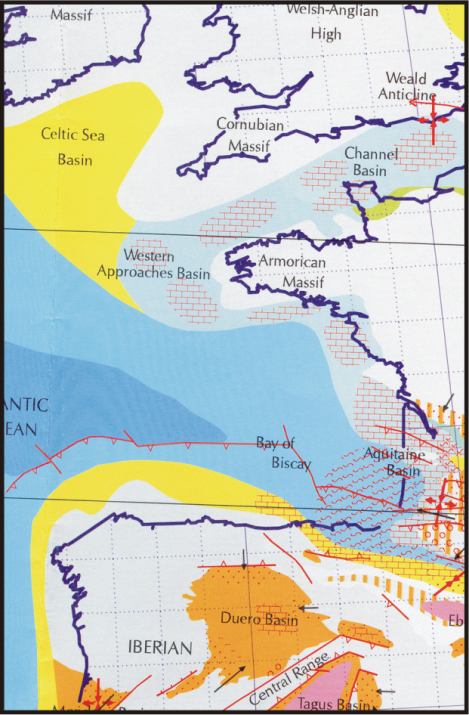 Massif
Welsh-Anglian
High
Weald
Anticline
Celtic Sea
Basin
Cornubian
Massif
Channel
Basin
Western
Approaches Basin
Armorican
Massif
ANTIC
EAN
Bay of
Biscay
Aquitaine
Basin
Duero Basin
Eb
IBERIAN
Central Range
Tagus Basin